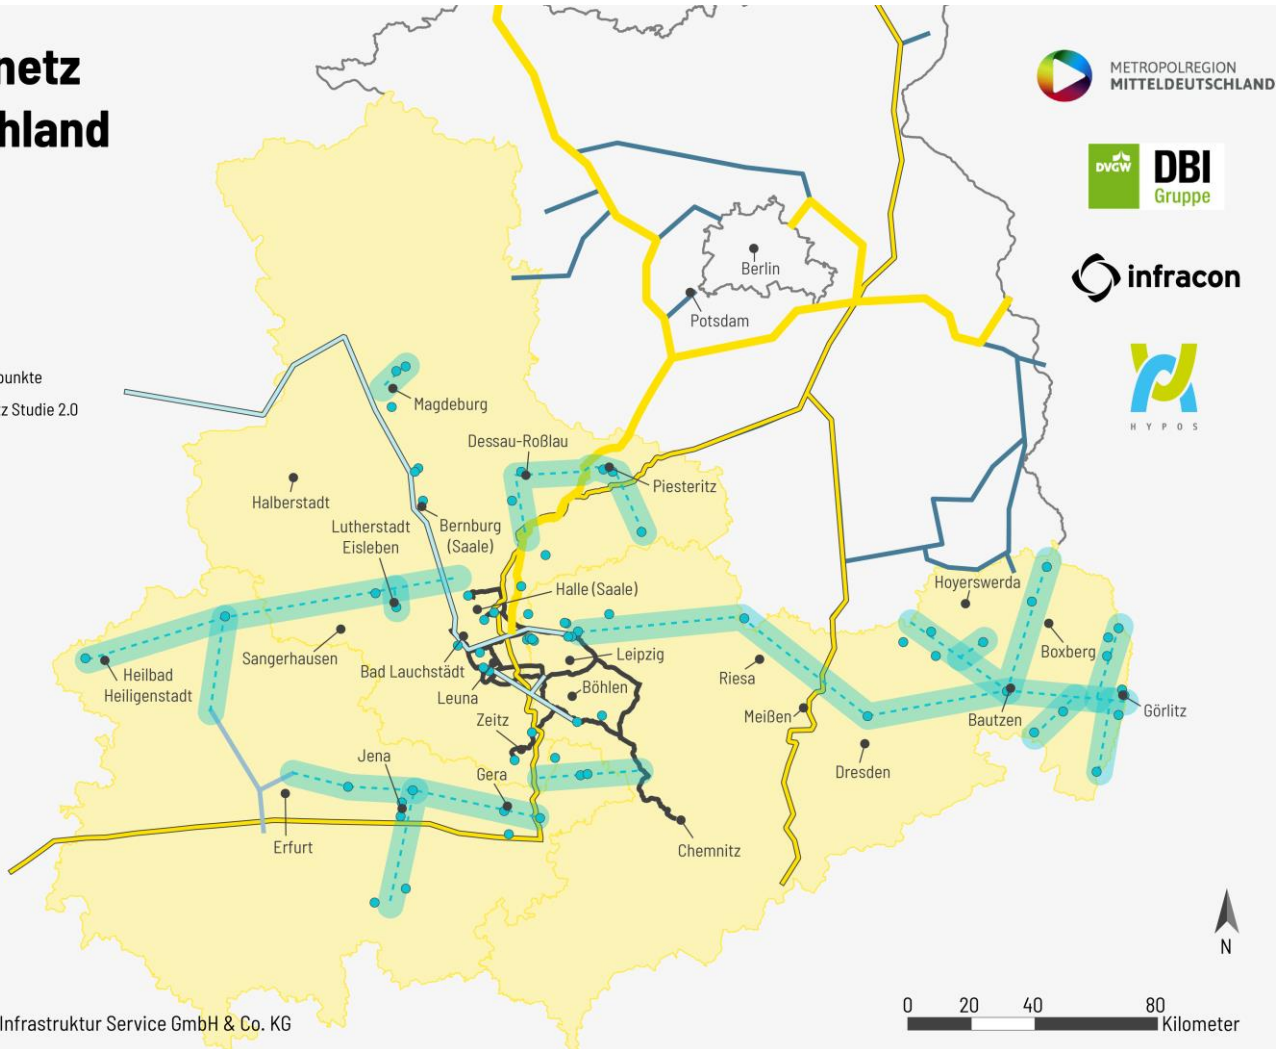 netz
hland
METROPOLREGION
MITTELDEUTSCHLAND
DVGW
DBI
Gruppe
infracon
HYPOS
Berlin
Potsdam
punkte
tz Studie 2.0
Magdeburg
Dessau-Roßlau
Piesteritz
Halberstadt
Lutherstadt
Eisleben
Bernburg
(Saale)
Hoyerswerda
Halle (Saale)
Boxberg
Sangerhausen
Bad Lauchstädt
Leipzig
Heilbad
Heiligenstadt
Riesa
Leuna
Böhlen
Meißen
Bautzen
Görlitz
Zeitz
Jena
Gera
Dresden
Erfurt
Chemnitz
N
0 20 40 80
Kilometer
Infrastruktur Service GmbH & Co. KG